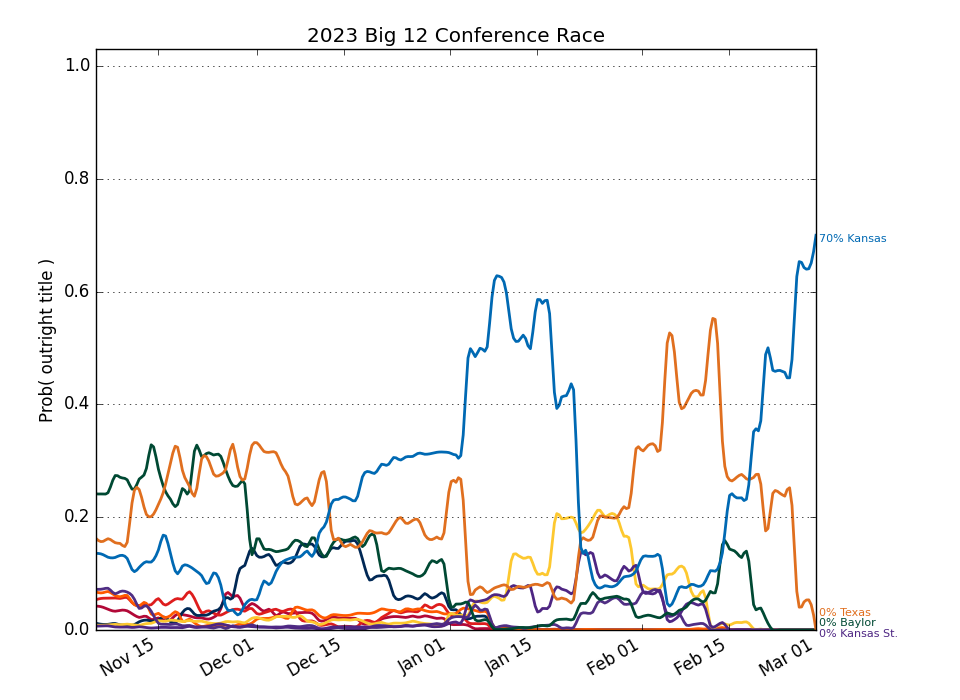 2023 Big 12 Conference Race
Prob( outright title )
1.0
0.8
0.6
0.4
0.2
0.0
70% Kansas
0% Texas
0% Baylor
0% Kansas St.
Nov 15
Dec 01
Dec 15
Jan 01
Jan 15
Feb 01
Feb 15
Mar 01